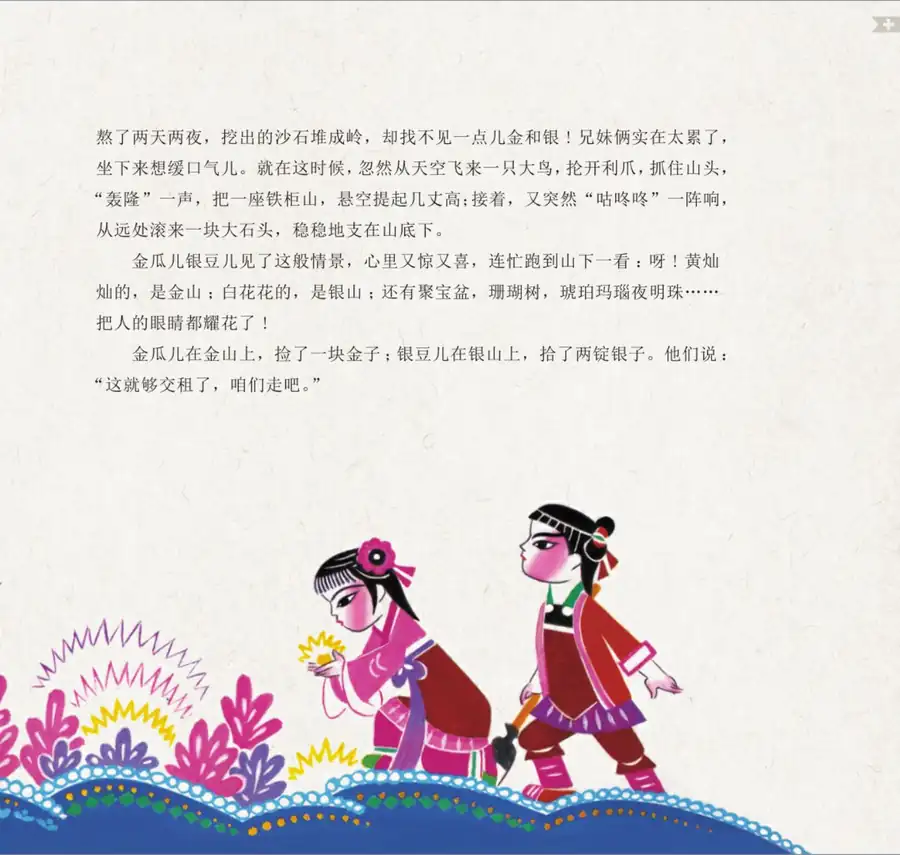 熬了两天两夜，挖出的沙石堆成岭，却找不见一点儿金和银！兄妹俩实在太累了，
坐下来想缓口气儿。就在这时候，忽然从天空飞来一只大鸟，抡开利爪，抓住山头，
“轰隆”一声，把一座铁柜山，悬空提起几丈高；接着，又突然“咕咚咚”一阵响，
从远处滚来一块大石头，稳稳地支在山底下。
金瓜儿银豆儿见了这般情景，心里又惊又喜，连忙跑到山下一看：呀！黄灿
灿的，是金山；白花花的，是银山；还有聚宝盆，珊瑚树，琥珀玛瑙夜明珠……
把人的眼睛都耀花了！
金瓜儿在金山上，捡了一块金子；银豆儿在银山上，拾了两锭银子。他们说：
“这就够交租了，咱们走吧。”